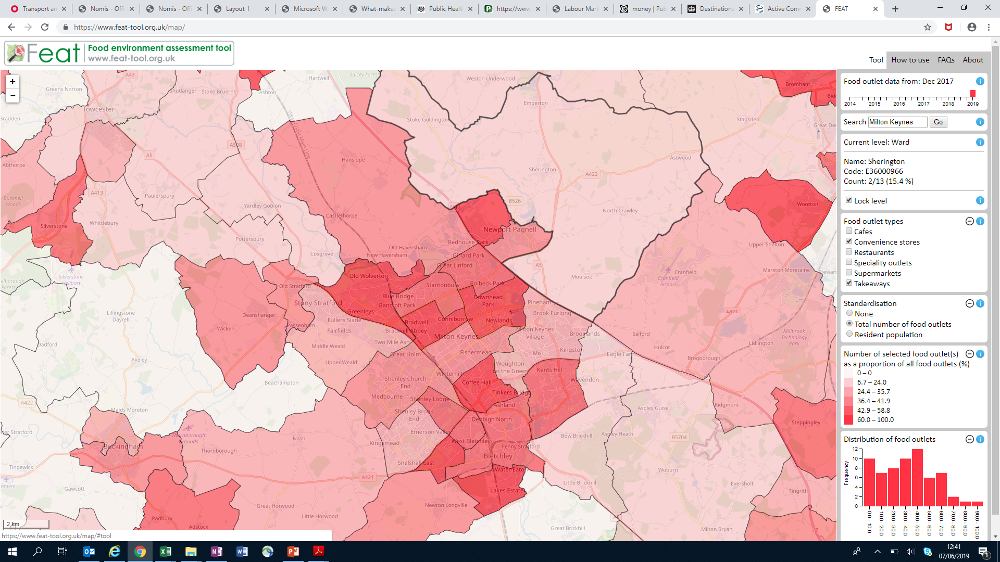 Transport an
Nomis - Offi
Nomis - Offi
Layout 1
Microsoft W
What-makes
Public Healt
https://www
Labour Mar
money | Pub
Destinations
Active Com
FEAT
https://www.feat-tool.org.uk/map/
Feat
Food environment assessment tool
www.feat-tool.org.uk
Tool
How to use
FAQs
About
+
-
Food outlet data from: Dec 2017
2014 2015 2016 2017 2018 2019
Search Milton Keynes Go
Current level: Ward
Name: Sherington
Code: E36000966
Count: 2/13 (15.4 %)
Lock level
Food outlet types
Cafes
Convenience stores
Restaurants
Speciality outlets
Supermarkets
Takeaways
Standardisation
None
Total number of food outlets
Resident population
Number of selected food outlet(s)
as a proportion of all food outlets (%)
0 – 0
6.7 – 24.0
24.4 – 35.7
36.4 – 41.9
42.9 – 58.8
60.0 – 100.0
Distribution of food outlets
Frequency
12
10
8
6
4
2
0
0.0 - 10.0
10.0 - 20.0
20.0 - 30.0
30.0 - 40.0
40.0 - 50.0
50.0 - 60.0
60.0 - 70.0
70.0 - 80.0
80.0 - 90.0
90.0 - 100.0
Greens Norton
A43
Shutlanger
Stoke Bruerne
Ashton
Hartwell
Salcey Forest
Weston Underwood
Bromham
Towcester
Emberton
Stoke Goldington
Stagsden
West Coast Main Line
A508
A5
Hanslope
Astwood
Abthorpe
Sherington
A422
A413
Paulerspury
Bucknell
Woods
Yardley Gobion
Castlethorpe
B526
North Crawley
Wootton
Silverstone
Whittlebury
Newport Pagnell
Potterspury
Redhouse Park
Upper Shelton
Old Haversham
New Haversham
Cosgrove
Giffard Park
Great Linford
A5
Cranfield
Cranfield
Airport
Marston Moretaine
Silverstone
Heliport
Old Wolverton
Moulsoe
Old Stratford
Stantonbury
Bolbeck Park
Blue Bridge
Bancroft Park
Downhead
Park
Stony Stratford
Pineham
Greenleys
Brook Furlong
Lillingstone
Dayrell
Deanshanger
Fullers Slade
Bradwell
Conniburrow
Newlands
A421
Wicken
Passenham
Fairfields
Bradwell Abbey
Milton Keynes
Milton Keynes
Village
Brooklands
Salford
Millbrook
Technology
Park
Dadford
Middle Weald
Two Mile Ash
Hulcot
Lidlington
Akeley
Upper Weald
Great Holm
Fishermead
Kingston
Eagle Farm
Brogborough
Beachampton
Woughton
on the Green
Kents Hill
Winterhill
Shenley Church
End
Coffee Hall
Wavendon
Tinkers Bridge
A422
Medbourne
Shenley Lodge
Ashland
Aspley Guise
Ridgmont
Maids Moreton
Shenley Brook
End
Denbigh North
Steppingley
Thornborough
Grounds
Emerson Valley
Bow Brickhill
Aspley Heath
B5704
Nash
Kingsmead
West Bletchley
Fenny Stratford
Buckingham
Thornborough
Bletchley
Snelshall East
Tingewick
A421
Water Eaton
Woburn
Little Brickhill
Eversholt
Gawcott
Lakes Estate
Tingrith
Great Horwood
Newton Longville
Padbury
Little Horwood
Adstock
Great Brickhill
Milton Bryan
2 km
https://www.feat-tool.org.uk/map/#tool
12:41
07/06/2019
1